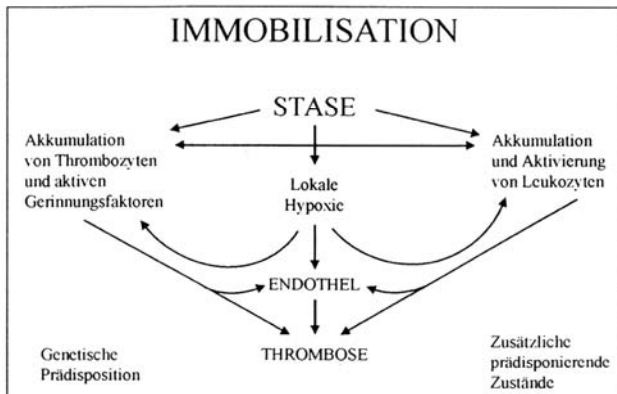 IMMOBILISATION
STASE
Akkumulation
von Thrombozyten
und aktiven
Gerinnungsfaktoren
Akkumulation
und Aktivierung
von Leukozyten
Lokale
Hypoxie
ENDOTHEL
THROMBOSE
Genetische
Prädisposition
Zusätzliche
prädisponierende
Zustände